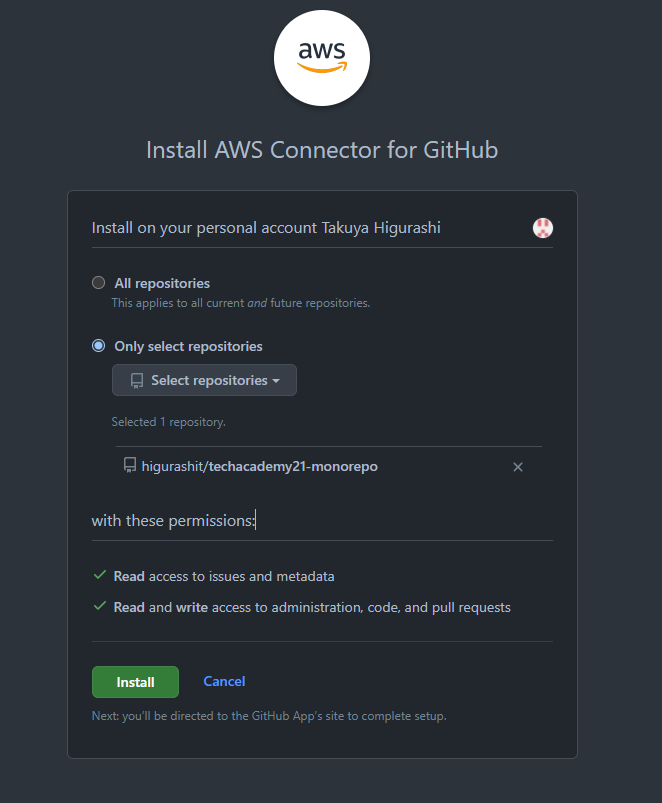 aws
Install AWS Connector for GitHub
Install on your personal account Takuya Higurashi
All repositories
This applies to all current and future repositories.
Only select repositories
Select repositories
Selected 1 repository.
higurashit/techacademy21-monorepo
with these permissions:
Read access to issues and metadata
Read and write access to administration, code, and pull requests
Install Cancel
Next: you'll be directed to the GitHub App's site to complete setup.